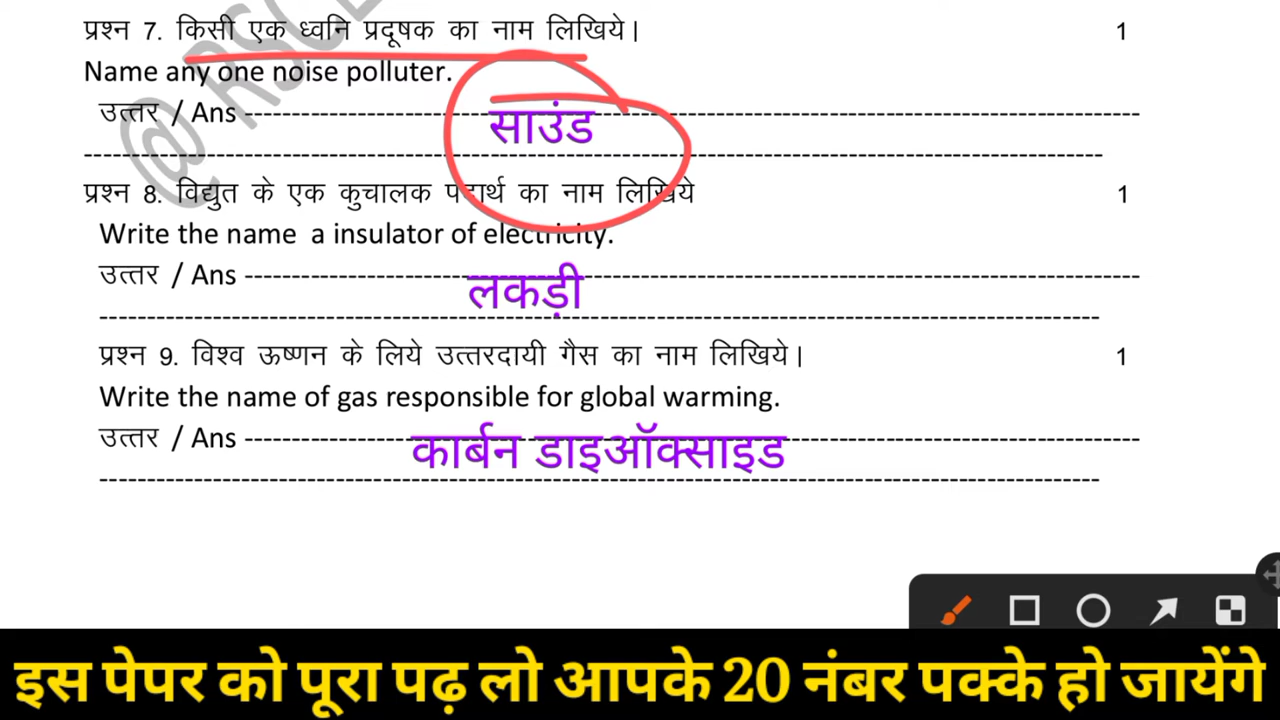 प्रश्न 7. किसी एक ध्वनि प्रदूषक का नाम लिखिये। 1
Name any one noise polluter.
उत्तर / Ans ----------------------------------------
साउंड
----------------------------------------
प्रश्न 8. विद्युत के एक कुचालक पदार्थ का नाम लिखिये 1
Write the name a insulator of electricity.
उत्तर / Ans ----------------------------------------
लकड़ी
----------------------------------------
प्रश्न 9. विश्व ऊष्णन के लिये उत्तरदायी गैस का नाम लिखिये। 1
Write the name of gas responsible for global warming.
उत्तर / Ans ----------------------------------------
कार्बन डाइऑक्साइड
----------------------------------------
इस पेपर को पूरा पढ़ लो आपके 20 नंबर पक्के हो जायेंगे